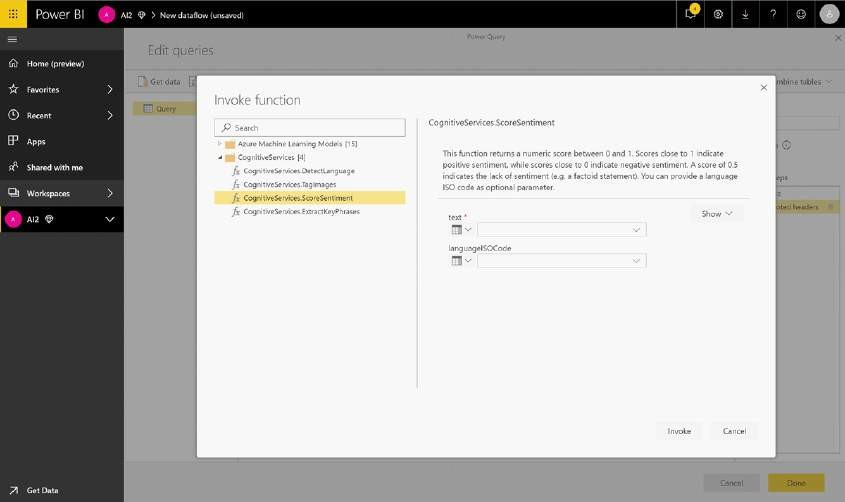 Power BI
A
AI2
New dataflow (unsaved)
4
Power Query
Home (preview)
Favorites
Recent
Apps
Shared with me
Workspaces
A
AI2
Get Data
Edit queries
Get data
Query
mbine tables
eps
oted headers
Invoke function
Search
Azure Machine Learning Models [15]
CognitiveServices [4]
fx CognitiveServices.DetectLanguage
fx CognitiveServices.TagImages
fx CognitiveServices.ScoreSentiment
fx CognitiveServices.ExtractKeyPhrases
CognitiveServices.ScoreSentiment
This function returns a numeric score between 0 and 1. Scores close to 1 indicate
positive sentiment, while scores close to 0 indicate negative sentiment. A score of 0.5
indicates the lack of sentiment (e.g. a factoid statement). You can provide a language
ISO code as optional parameter.
Show
text *
languageISOCode
Invoke
Cancel
Cancel
Done